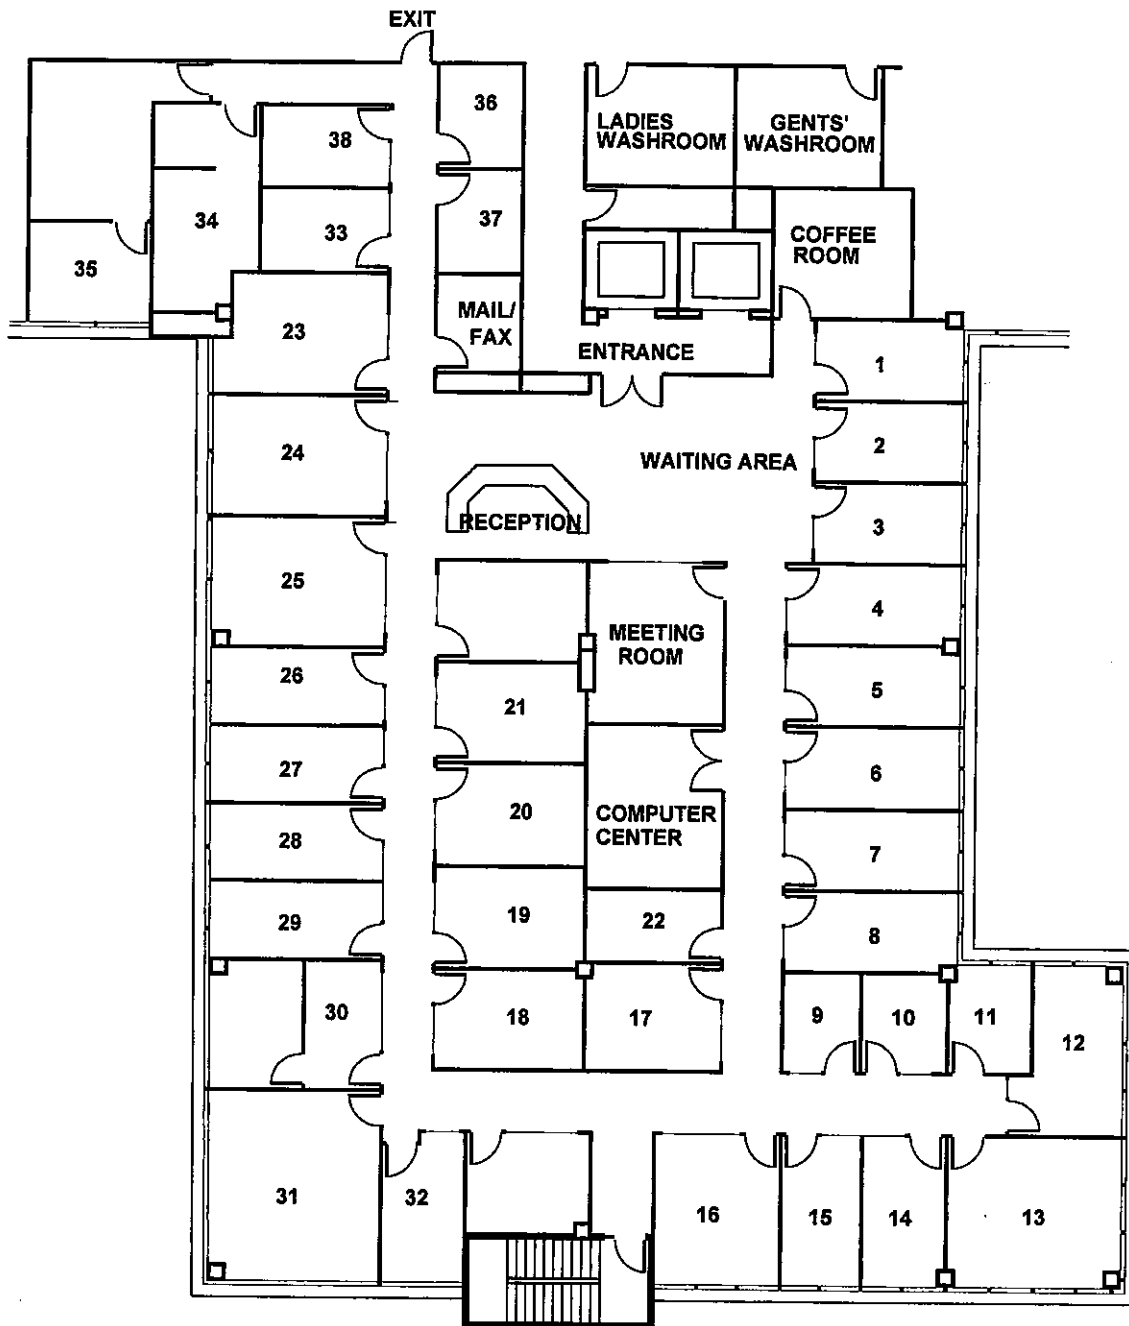 EXIT
36
LADIES
WASHROOM
GENTS'
WASHROOM
38
37
34
33
COFFEE
ROOM
35
23
MAIL/
FAX
ENTRANCE
1
24
2
WAITING AREA
RECEPTION
3
25
4
MEETING
ROOM
26
21
5
27
6
20
COMPUTER
CENTER
28
7
29
19
22
8
30
18
17
9
10
11
12
31
32
16
15
14
13